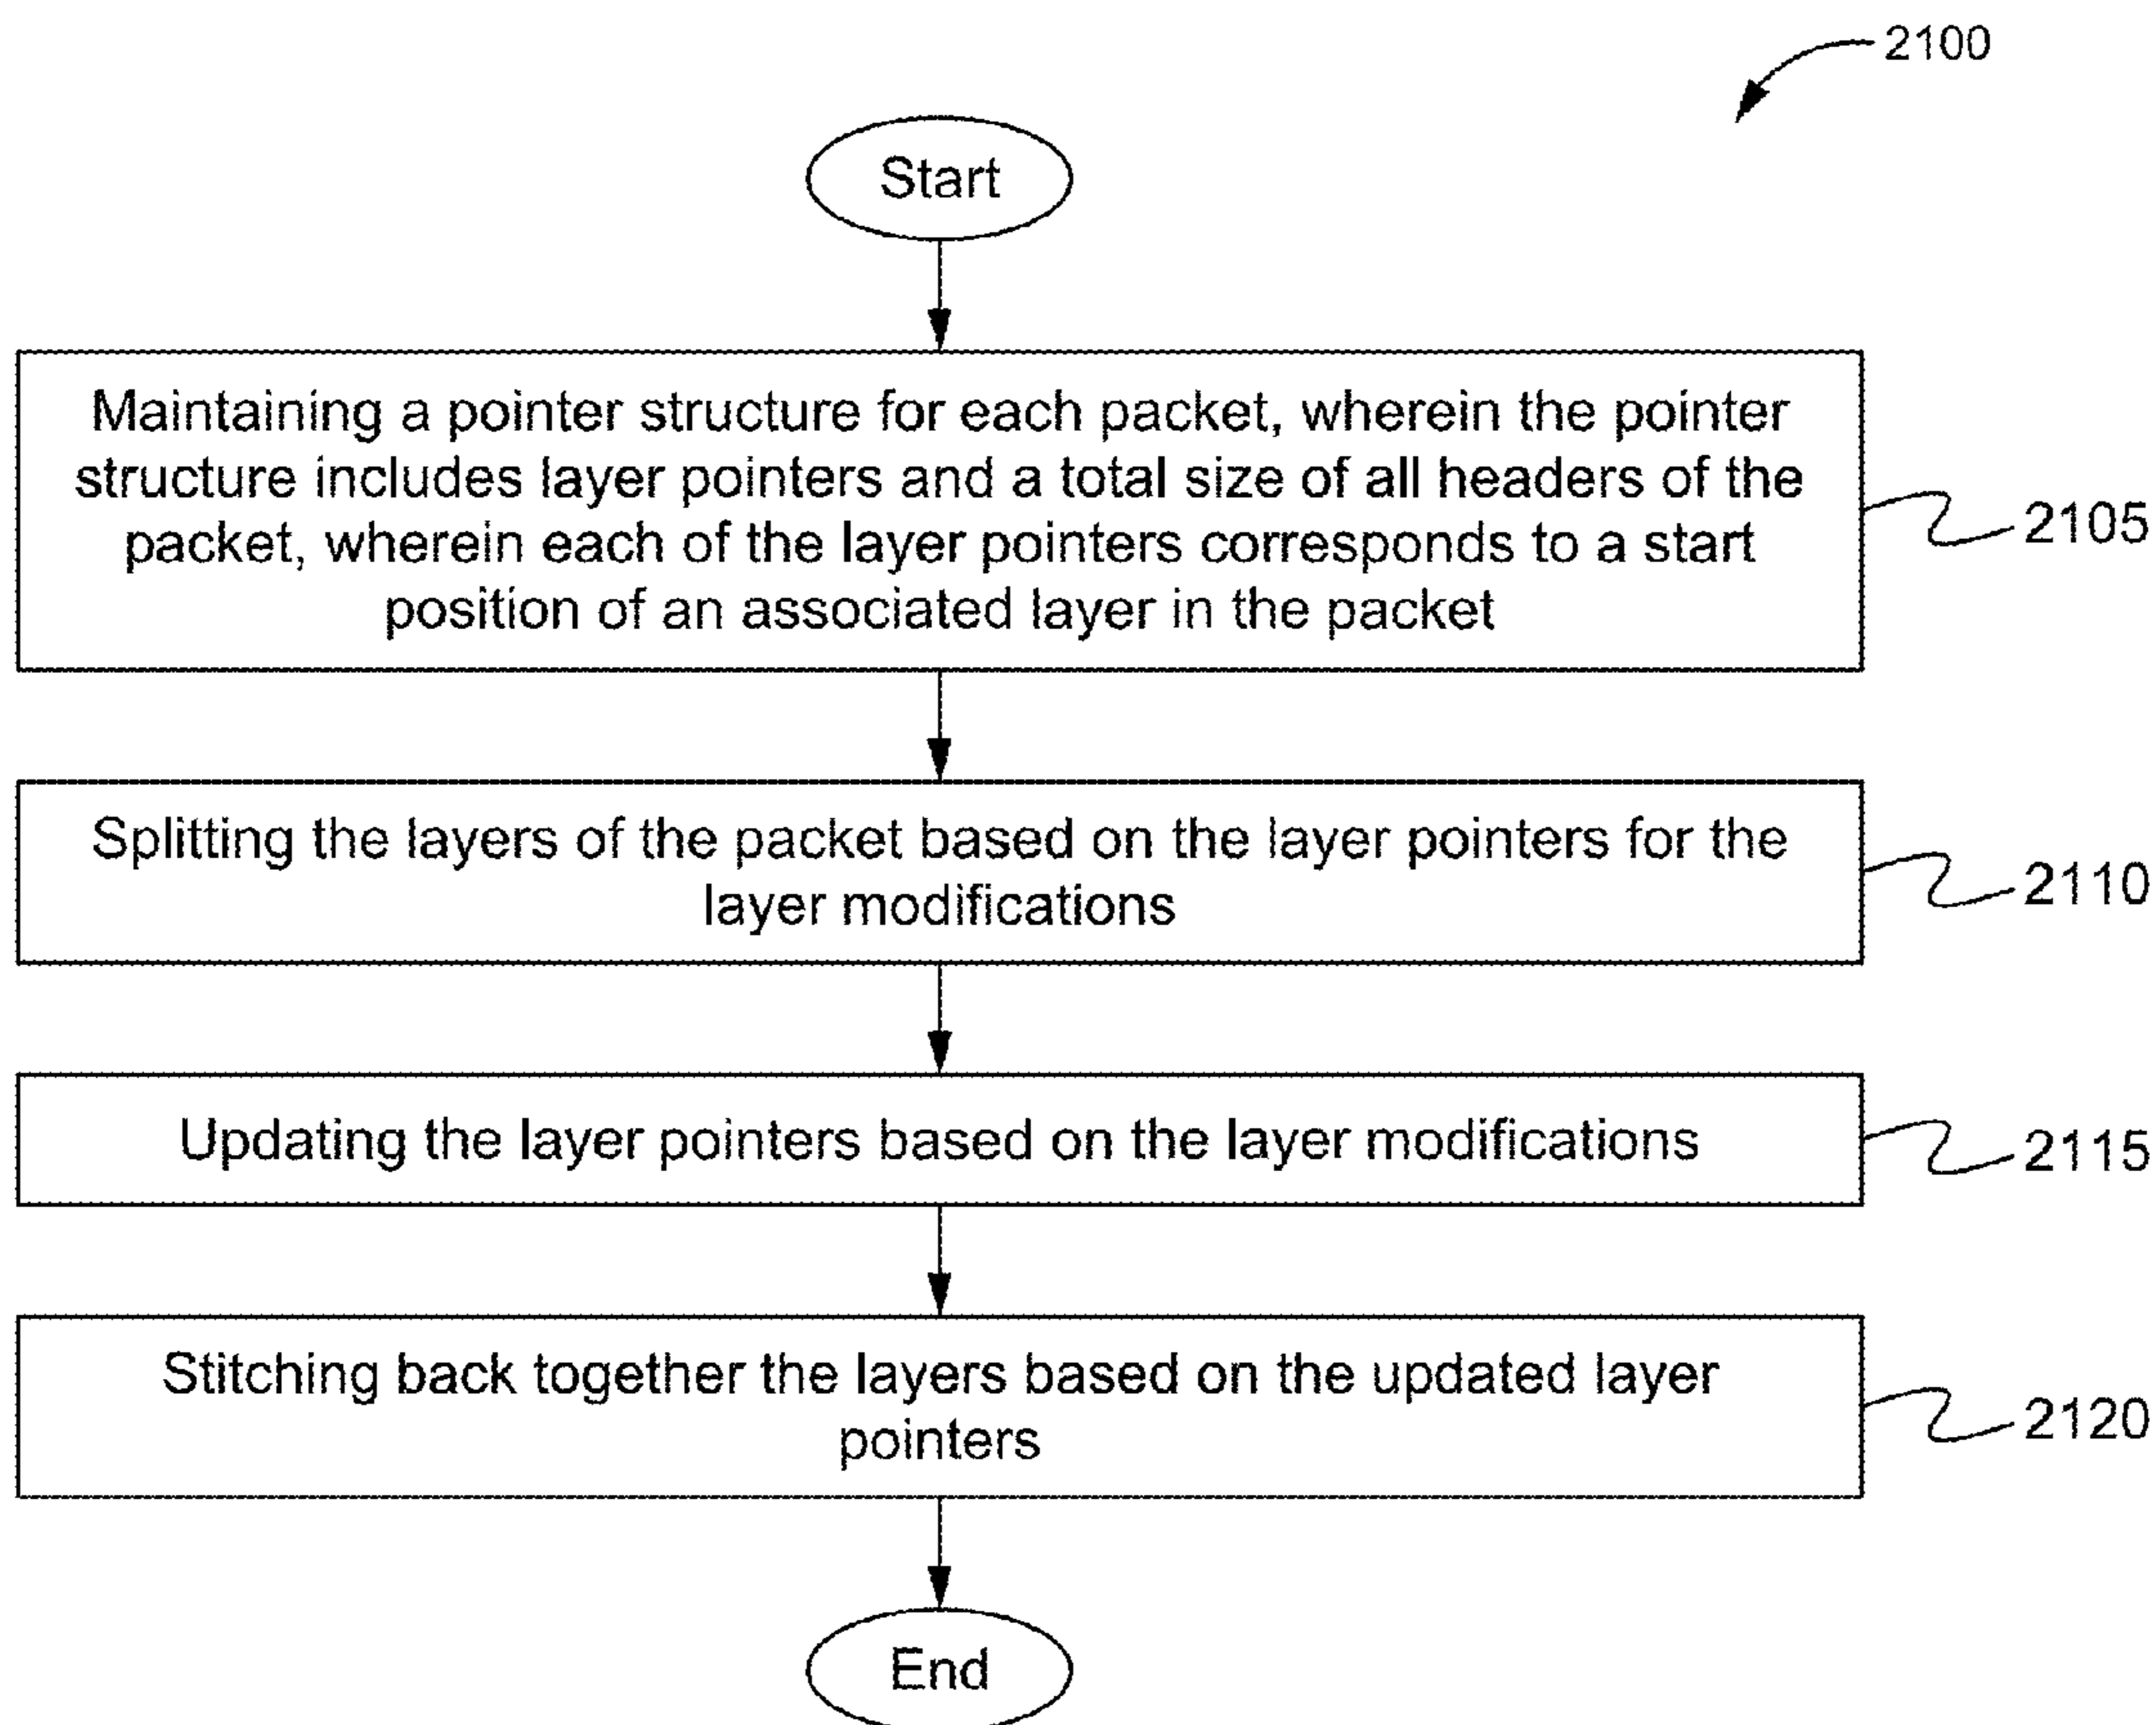 2100
Start
Maintaining a pointer structure for each packet, wherein the pointer
structure includes layer pointers and a total size of all headers of the
packet, wherein each of the layer pointers corresponds to a start
position of an associated layer in the packet
2105
Splitting the layers of the packet based on the layer pointers for the
layer modifications
2110
Updating the layer pointers based on the layer modifications
2115
Stitching back together the layers based on the updated layer
pointers
2120
End